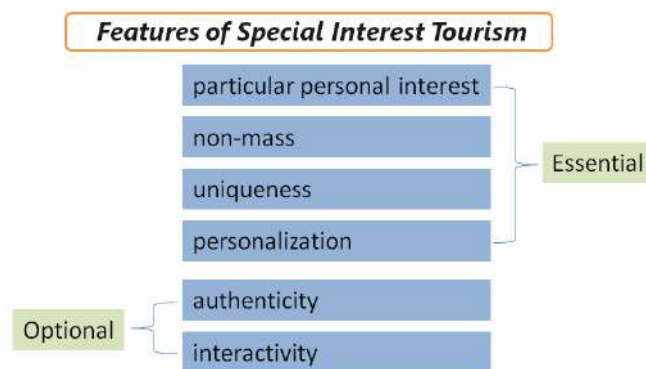 Features of Special Interest Tourism
particular personal interest
non-mass
Essential
uniqueness
personalization
authenticity
Optional
interactivity